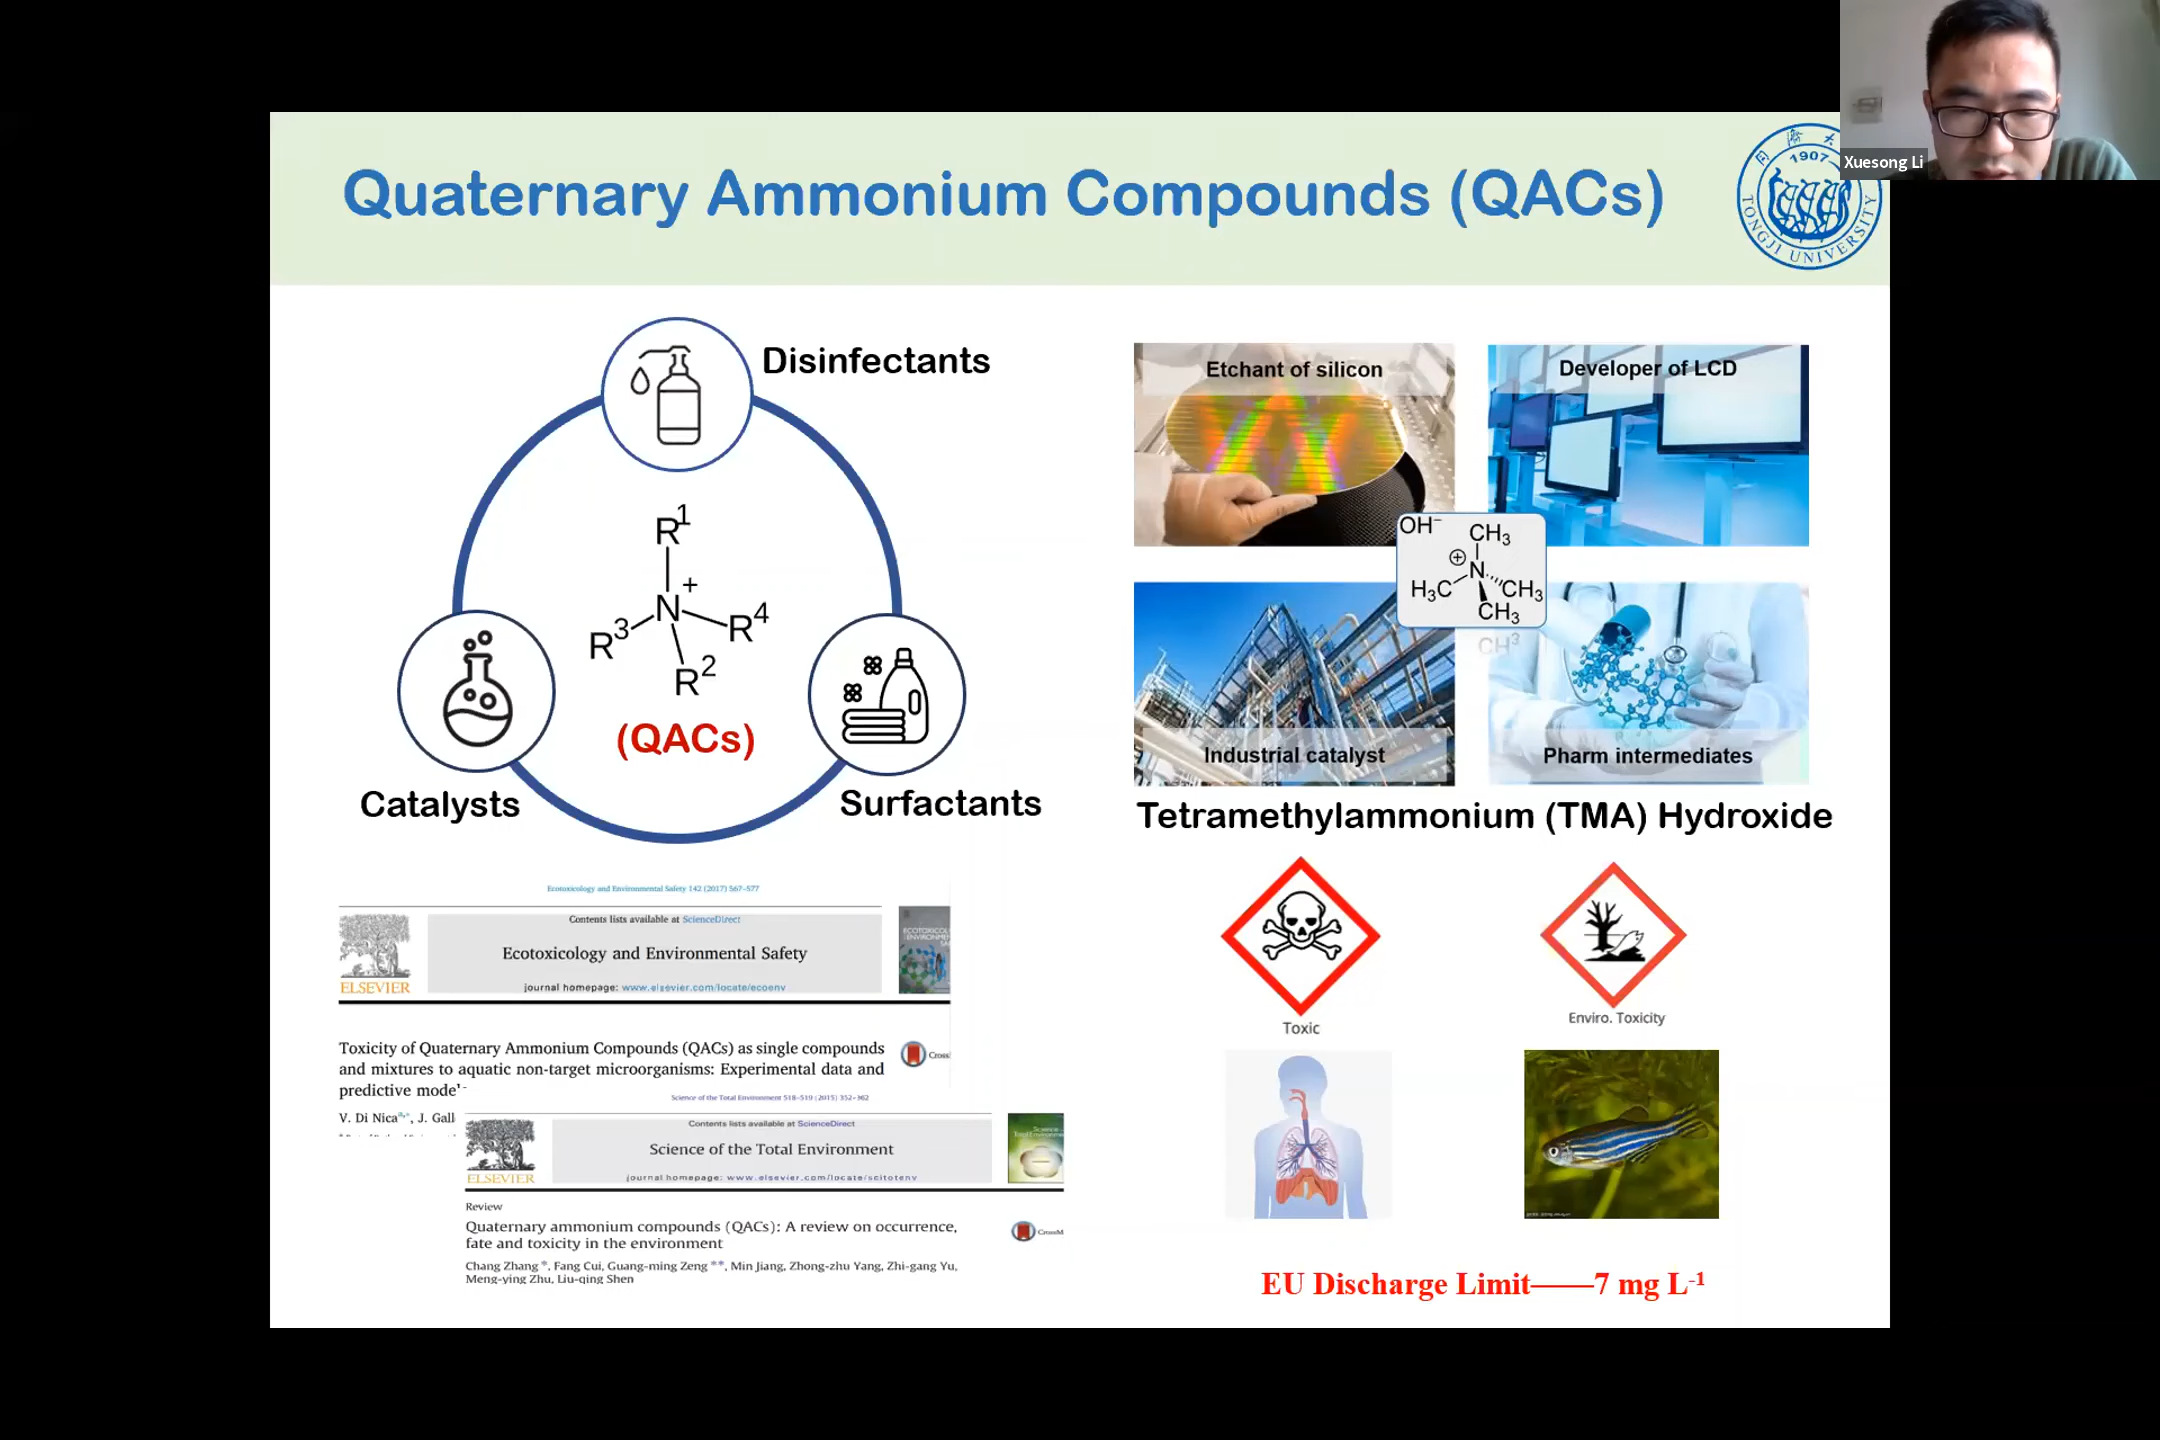 Xuesong Li
Quaternary Ammonium Compounds (QACs)
同 濟 大
1907
TONGJI UNIVERSITY
Disinfectants
R1
N+
R3
R4
R2
(QACs)
Catalysts
Surfactants
Etchant of silicon
Developer of LCD
OH−
CH3
⊕
N
H3C
CH3
CH3
Industrial catalyst
Pharm intermediates
Tetramethylammonium (TMA) Hydroxide
Toxic
Enviro. Toxicity
EU Discharge Limit——7 mg L-1
Ecotoxicology and Environmental Safety 142 (2017) 567–577
Contents lists available at ScienceDirect
Ecotoxicology and Environmental Safety
journal homepage: www.elsevier.com/locate/ecoenv
ELSEVIER
Toxicity of Quaternary Ammonium Compounds (QACs) as single compounds
and mixtures to aquatic non-target microorganisms: Experimental data and
predictive
V. Di Nica a,*, J. Gall
Science of the Total Environment 518–519 (2015) 352–362
Contents lists available at ScienceDirect
Science of the Total Environment
journal homepage: www.elsevier.com/locate/scitotenv
ELSEVIER
Review
Quaternary ammonium compounds (QACs): A review on occurrence,
fate and toxicity in the environment
Chang Zhang *, Fang Cui, Guang-ming Zeng **, Min Jiang, Zhong-zhu Yang, Zhi-gang Yu,
Meng-ying Zhu, Liu-qing Shen